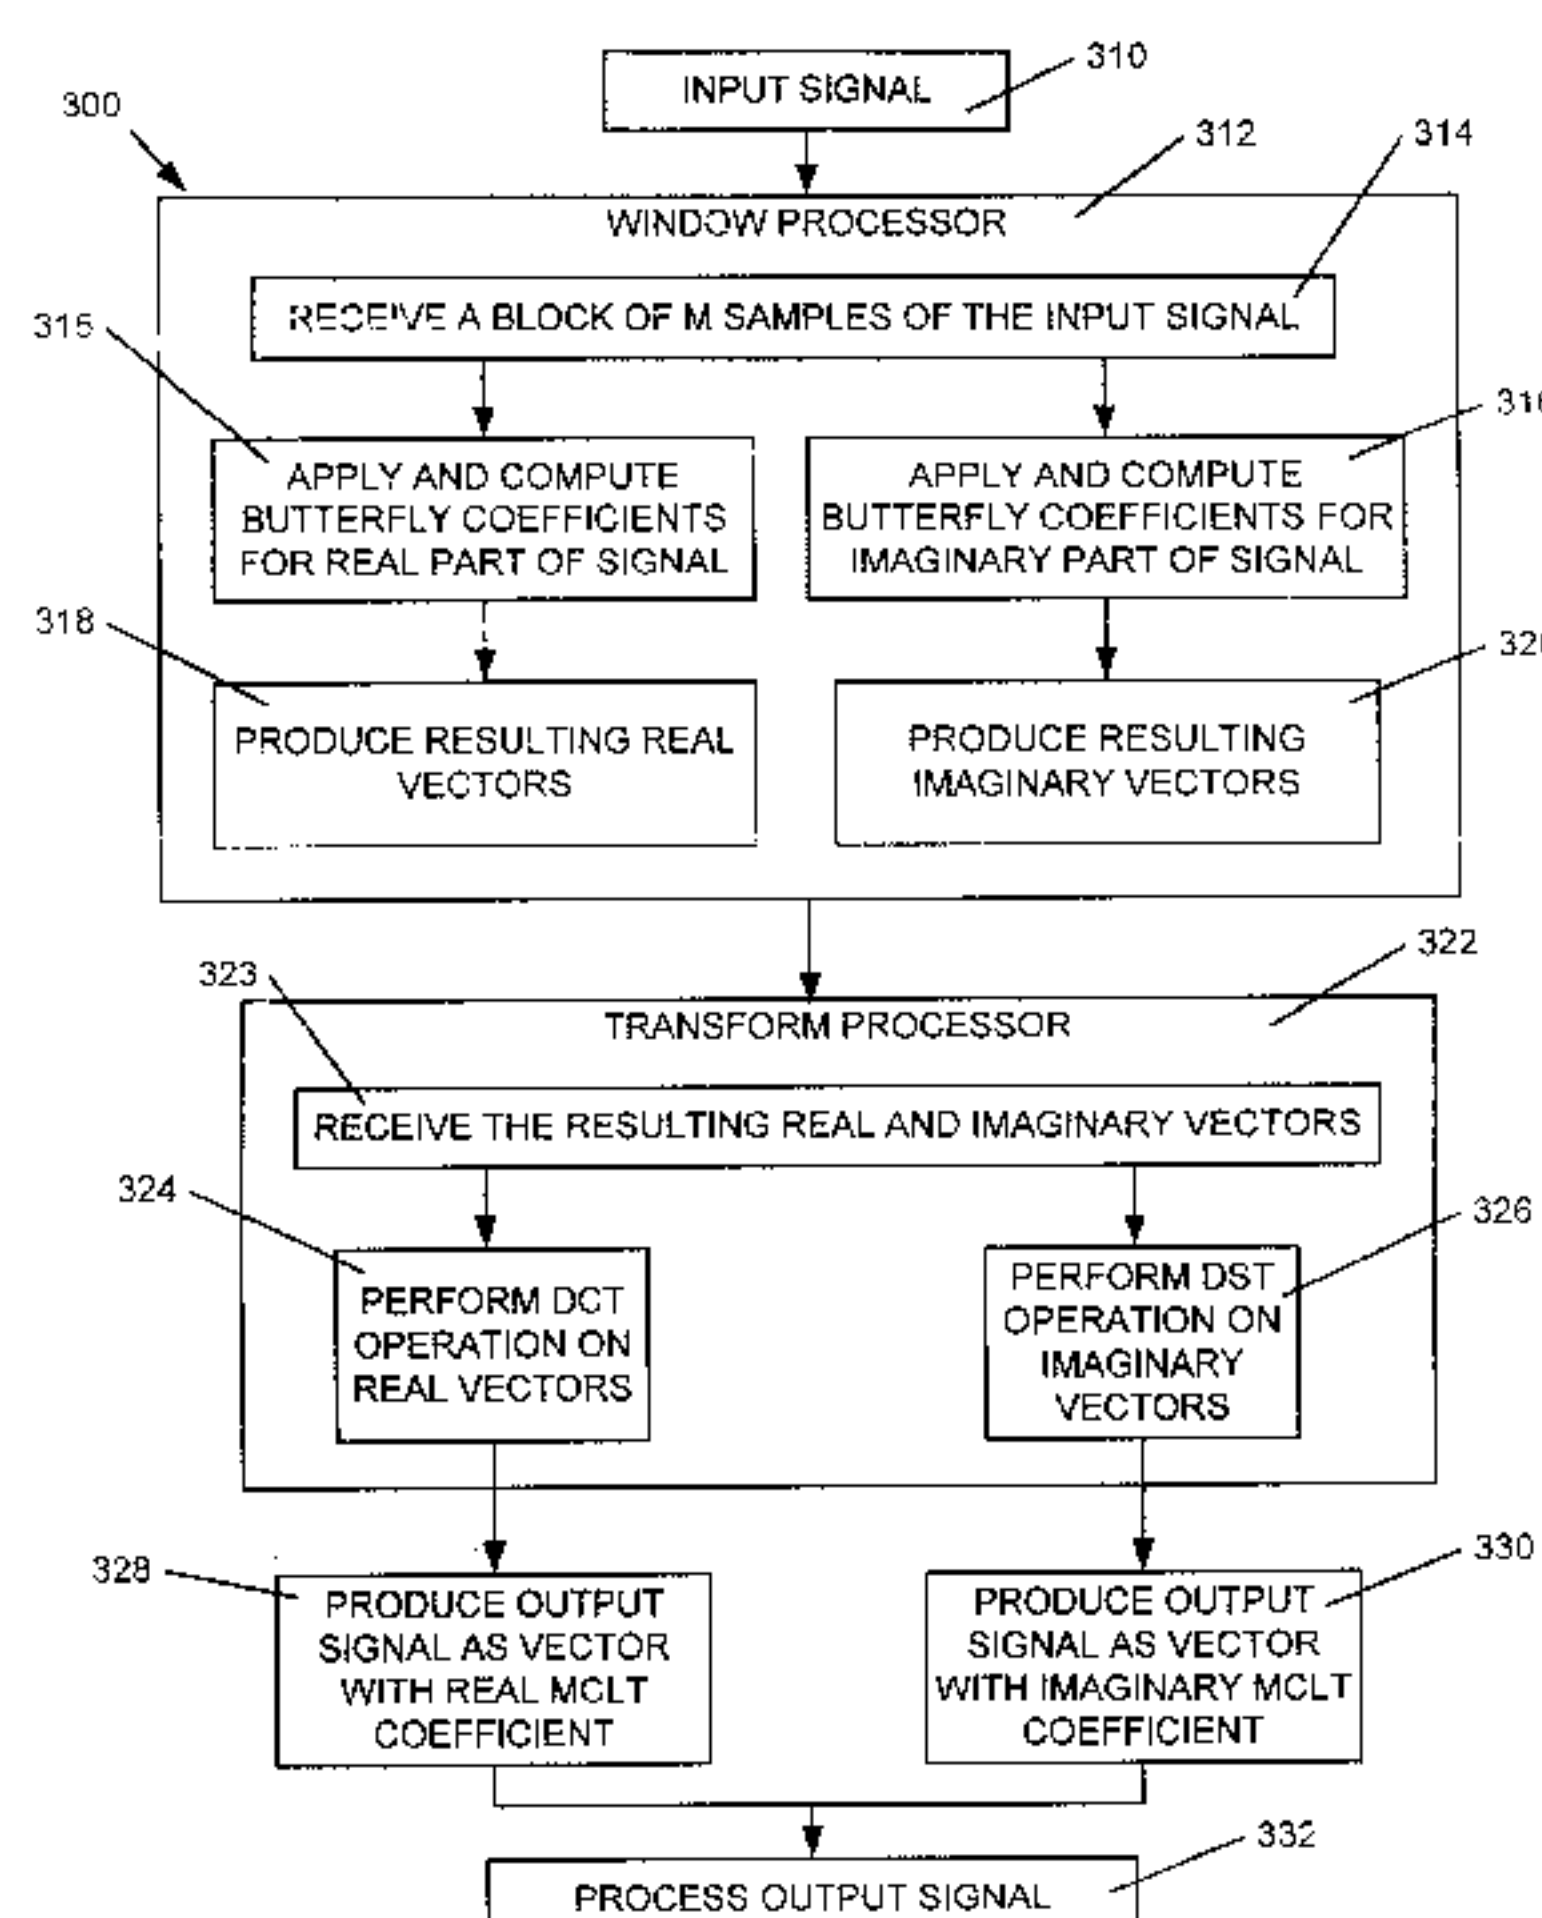 310
INPUT SIGNAL
300
312
314
WINDOW PROCESSOR
RECEIVE A BLOCK OF M SAMPLES OF THE INPUT SIGNAL
315
APPLY AND COMPUTE
BUTTERFLY COEFFICIENTS
FOR REAL PART OF SIGNAL
APPLY AND COMPUTE
BUTTERFLY COEFFICIENTS FOR
IMAGINARY PART OF SIGNAL
318
PRODUCE RESULTING REAL
VECTORS
PRODUCE RESULTING
IMAGINARY VECTORS
322
323
TRANSFORM PROCESSOR
RECEIVE THE RESULTING REAL AND IMAGINARY VECTORS
324
326
PERFORM DCT
OPERATION ON
REAL VECTORS
PERFORM DST
OPERATION ON
IMAGINARY
VECTORS
328
330
PRODUCE OUTPUT
SIGNAL AS VECTOR
WITH REAL MCLT
COEFFICIENT
PRODUCE OUTPUT
SIGNAL AS VECTOR
WITH IMAGINARY MCLT
COEFFICIENT
332
PROCESS OUTPUT SIGNAL